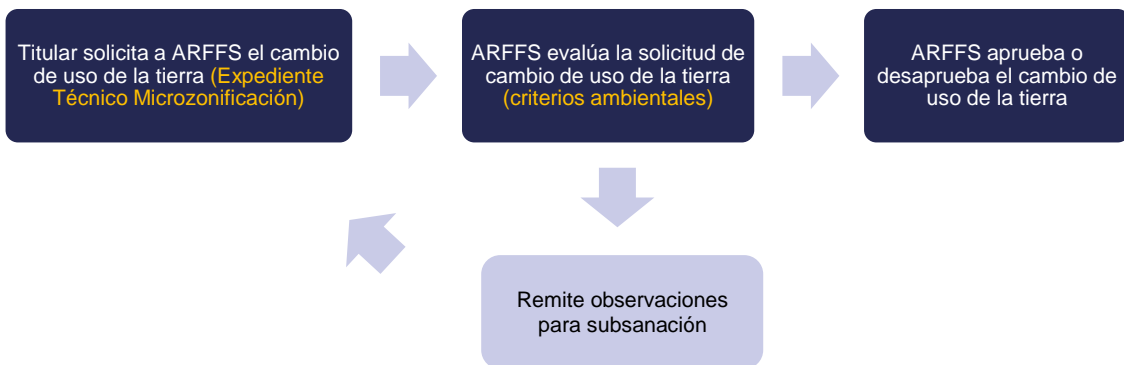 Titular solicita a ARFFS el cambio
de uso de la tierra (Expediente
Técnico Microzonificación)
ARFFS evalúa la solicitud de
cambio de uso de la tierra
(criterios ambientales)
ARFFS aprueba o
desaprueba el cambio de
uso de la tierra
Remite observaciones
para subsanación